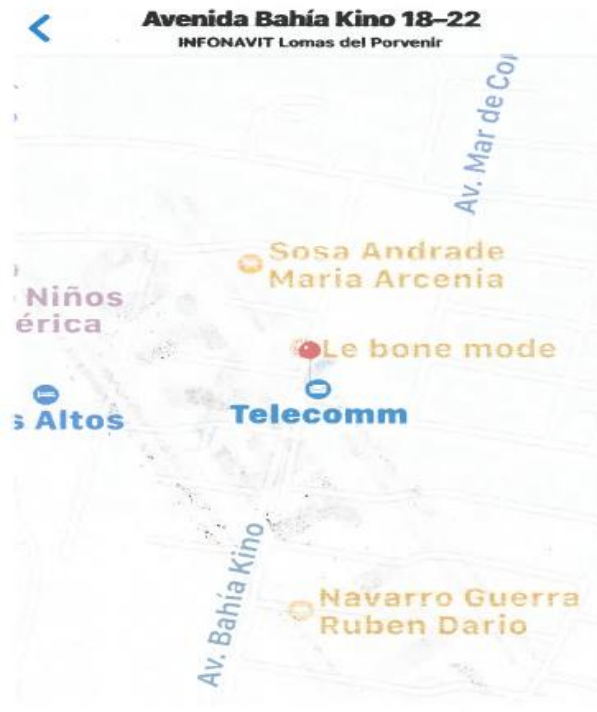 Avenida Bahía Kino 18–22
INFONAVIT Lomas del Porvenir
Av. Mar de Cor
Sosa Andrade
Maria Arcenia
Niños
érica
Le bone mode
s Altos
Telecomm
Av. Bahía Kino
Navarro Guerra
Ruben Dario